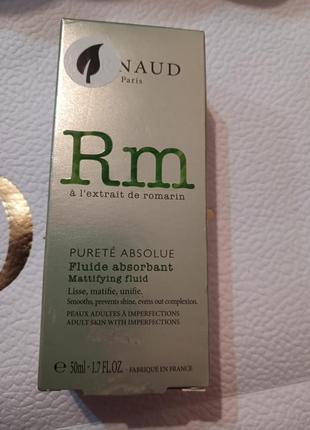 NAUD
Paris
Rm
à l'extrait de romarin
PURETÉ ABSOLUE
Fluide absorbant
Mattifying fluid
Lisse, matifie, unifie.
Smooths, prevents shine, evens out complexion.
PEAUX ADULTES À IMPERFECTIONS
ADULT SKIN WITH IMPERFECTIONS
℮ 50ml · 1.7 FL.OZ. · FABRIQUÉ EN FRANCE